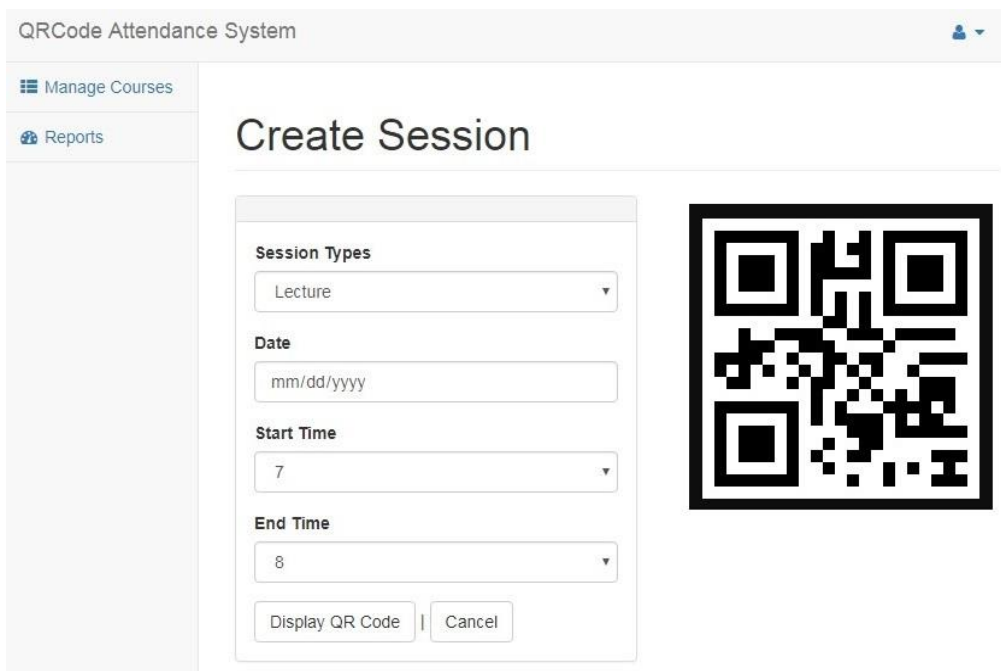 QRCode Attendance System
Manage Courses
Reports
Create Session
Session Types
Lecture
Date
mm/dd/yyyy
Start Time
7
End Time
8
Display QR Code | Cancel